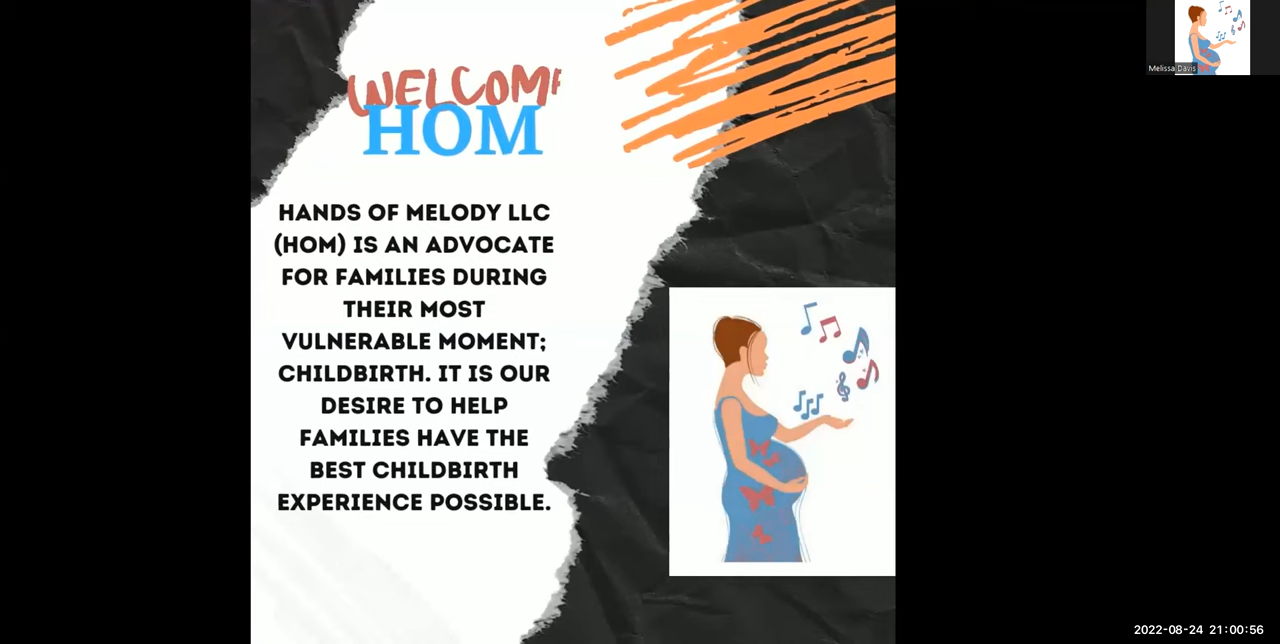 WELCOME
HOM
HANDS OF MELODY LLC
(HOM) IS AN ADVOCATE
FOR FAMILIES DURING
THEIR MOST
VULNERABLE MOMENT;
CHILDBIRTH. IT IS OUR
DESIRE TO HELP
FAMILIES HAVE THE
BEST CHILDBIRTH
EXPERIENCE POSSIBLE.
Melissa Davis
2022-08-24 21:00:56